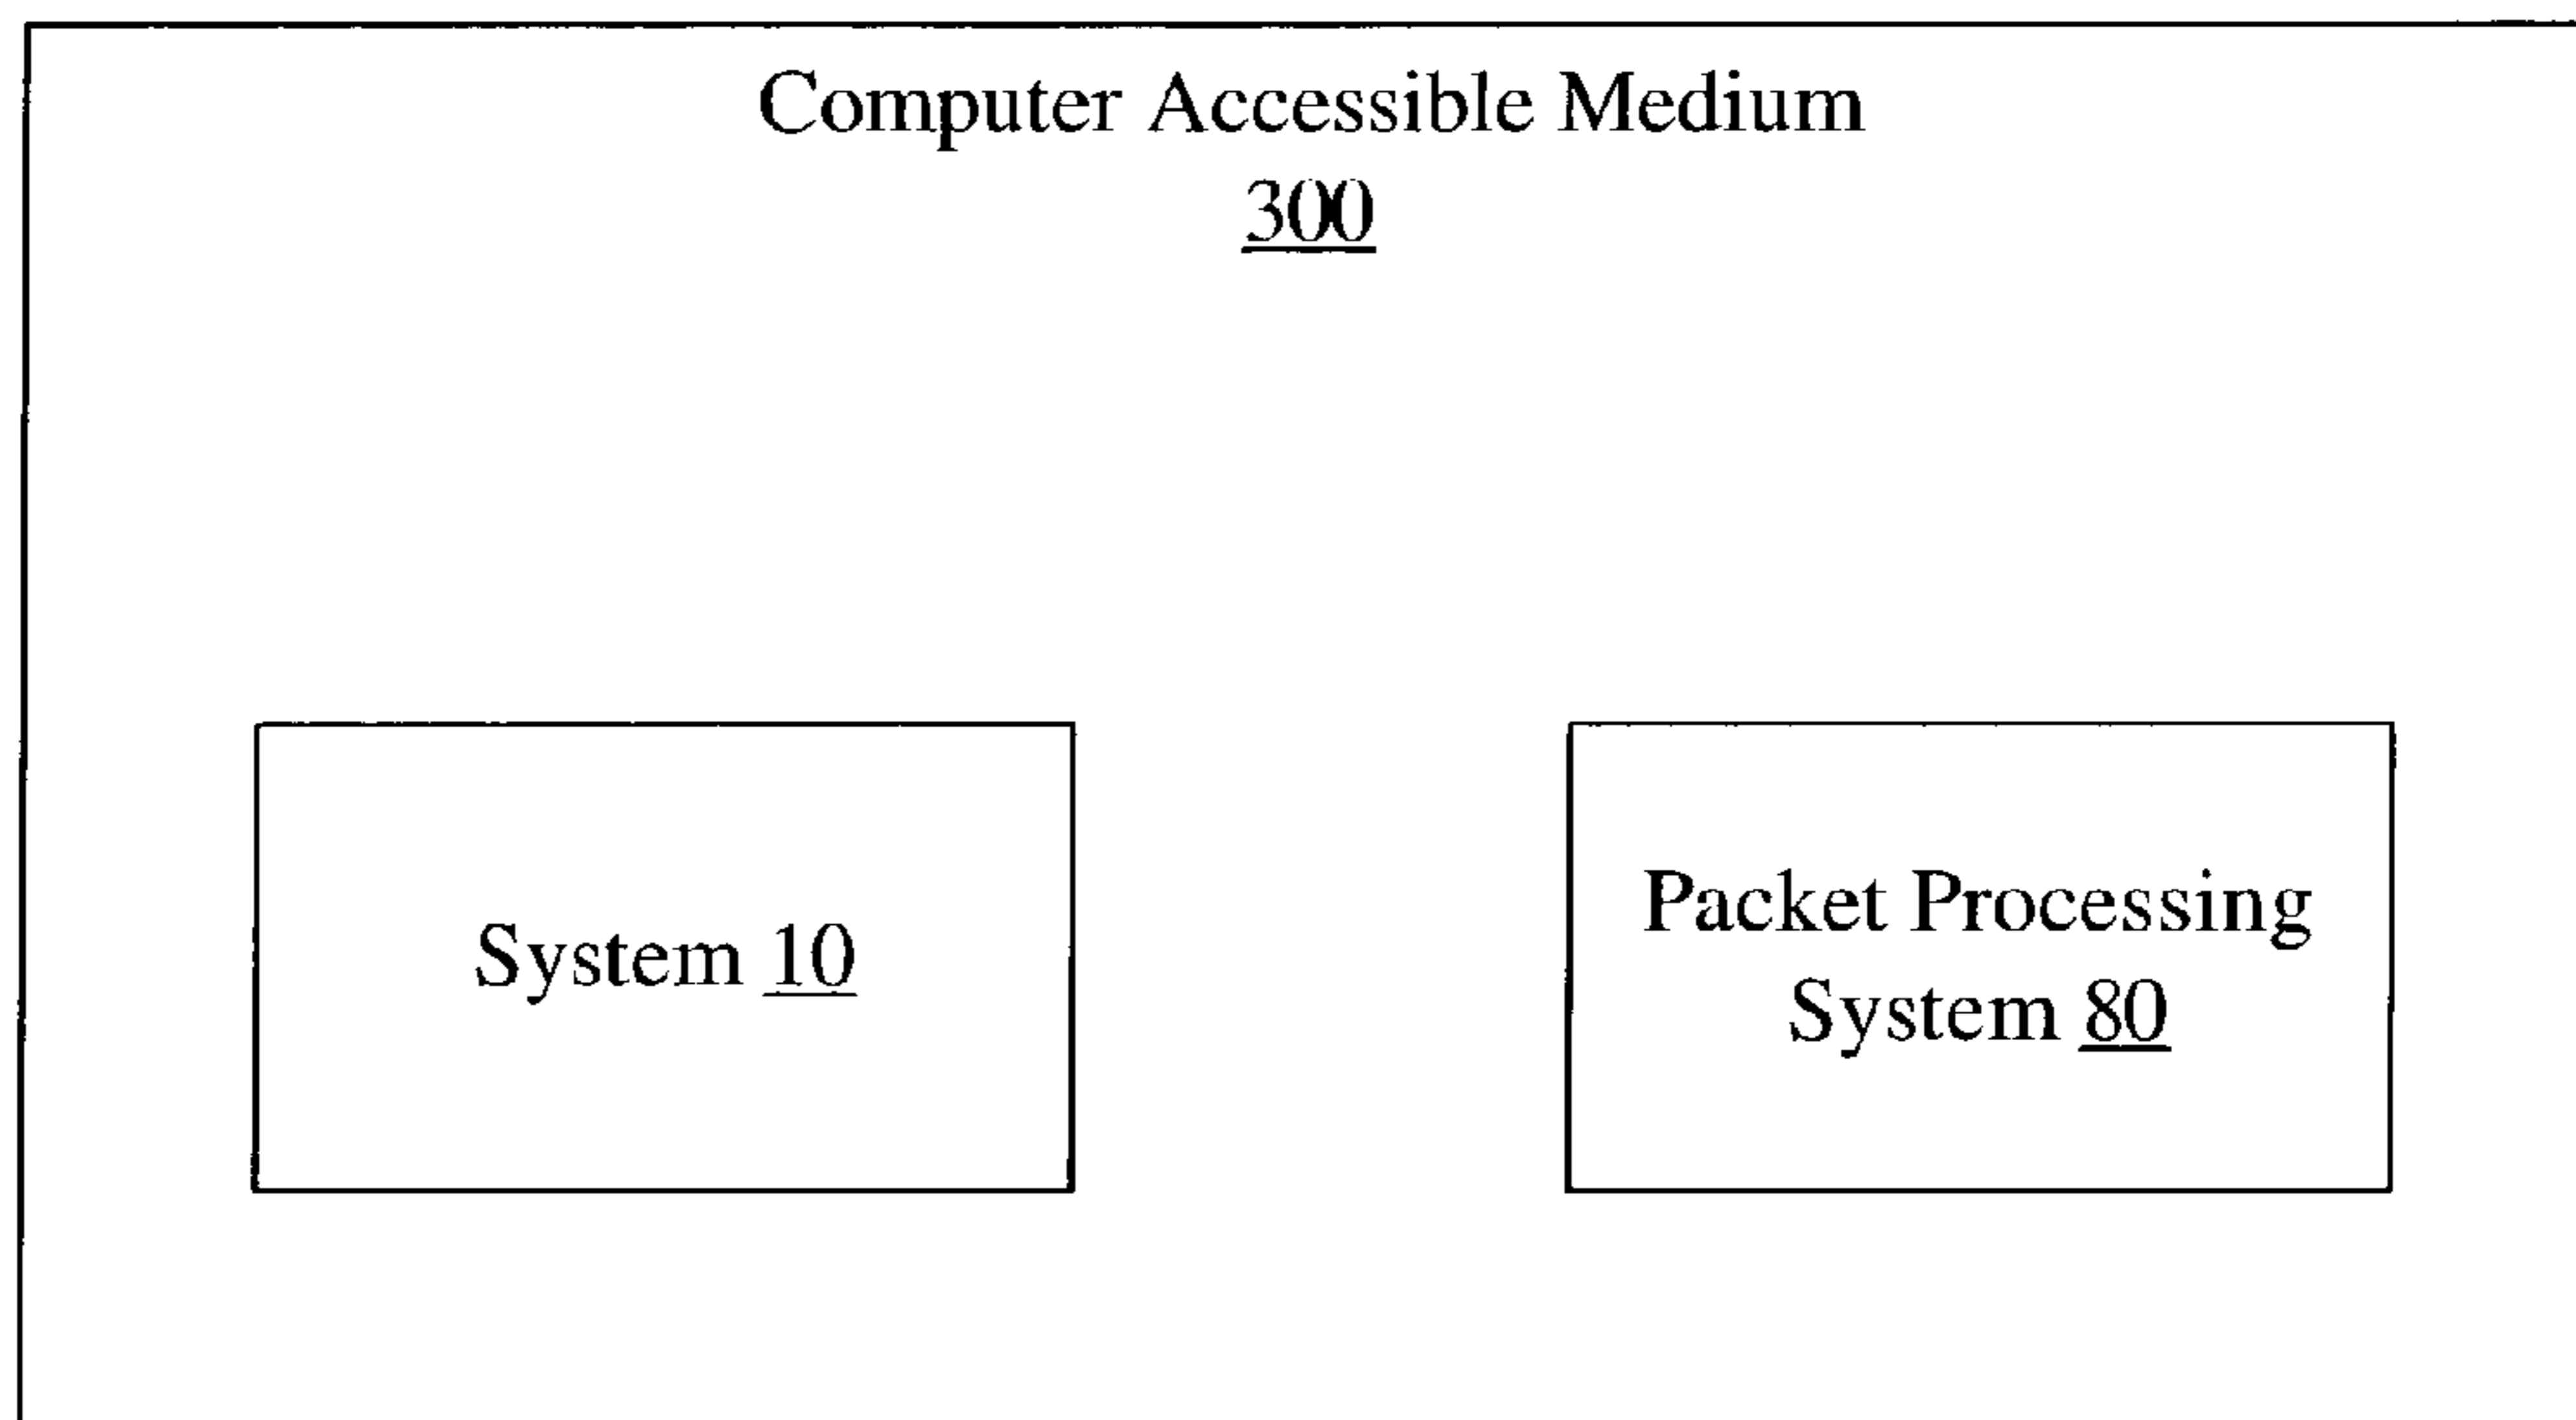 Computer Accessible Medium
300
System 10
Packet Processing
System 80